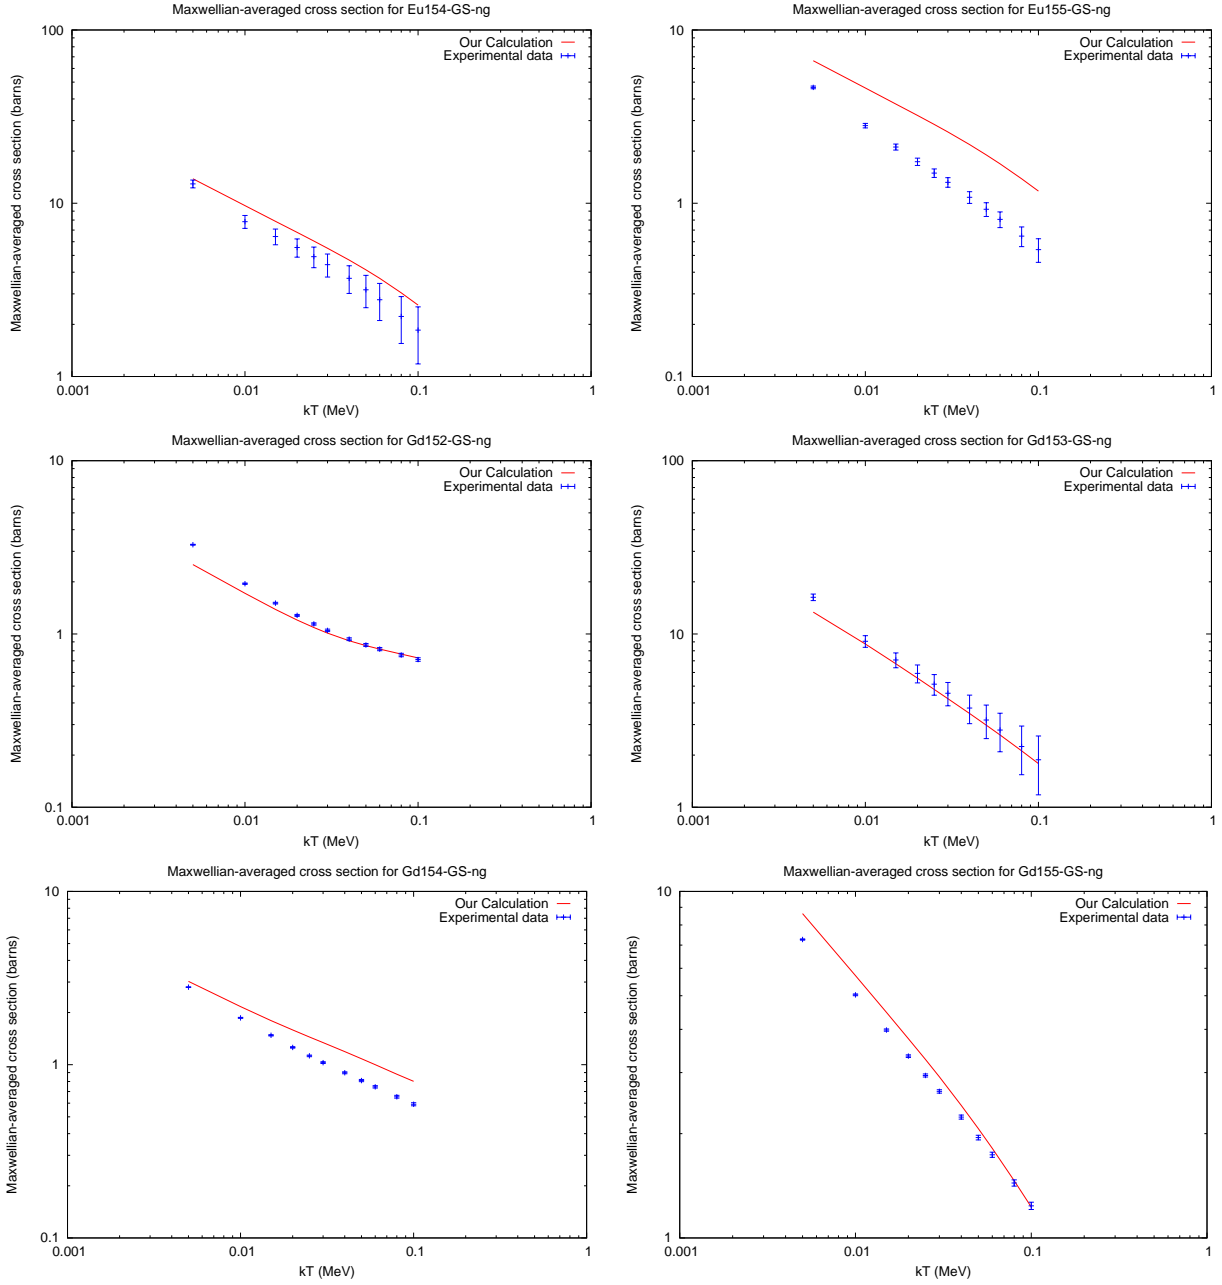 Maxwellian-averaged cross section for Eu154-GS-ng
100
Our Calculation
Experimental data
Maxwellian-averaged cross section (barns)
10
1
0.001
0.01
0.1
1
kT (MeV)
Maxwellian-averaged cross section for Eu155-GS-ng
10
Our Calculation
Experimental data
Maxwellian-averaged cross section (barns)
1
0.1
0.001
0.01
0.1
1
kT (MeV)
Maxwellian-averaged cross section for Gd152-GS-ng
10
Our Calculation
Experimental data
Maxwellian-averaged cross section (barns)
1
0.1
0.001
0.01
0.1
1
kT (MeV)
Maxwellian-averaged cross section for Gd153-GS-ng
100
Our Calculation
Experimental data
Maxwellian-averaged cross section (barns)
10
1
0.001
0.01
0.1
1
kT (MeV)
Maxwellian-averaged cross section for Gd154-GS-ng
10
Our Calculation
Experimental data
Maxwellian-averaged cross section (barns)
1
0.1
0.001
0.01
0.1
1
kT (MeV)
Maxwellian-averaged cross section for Gd155-GS-ng
10
Our Calculation
Experimental data
Maxwellian-averaged cross section (barns)
1
0.001
0.01
0.1
1
kT (MeV)